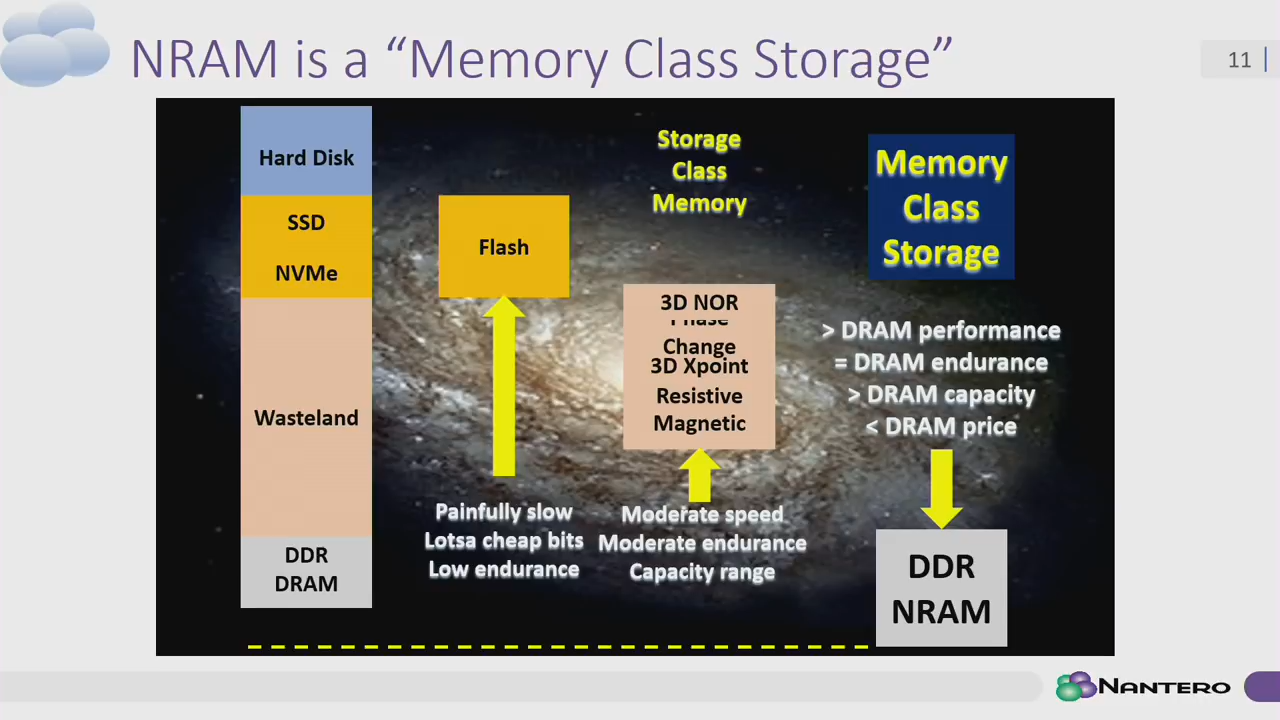 NRAM is a “Memory Class Storage”
11
Hard Disk
SSD
NVMe
Wasteland
DDR
DRAM
Flash
Painfully slow
Lotsa cheap bits
Low endurance
Storage
Class
Memory
3D NOR
Phase
Change
3D Xpoint
Resistive
Magnetic
Moderate speed
Moderate endurance
Capacity range
Memory
Class
Storage
> DRAM performance
= DRAM endurance
> DRAM capacity
< DRAM price
DDR
NRAM
NANTERO